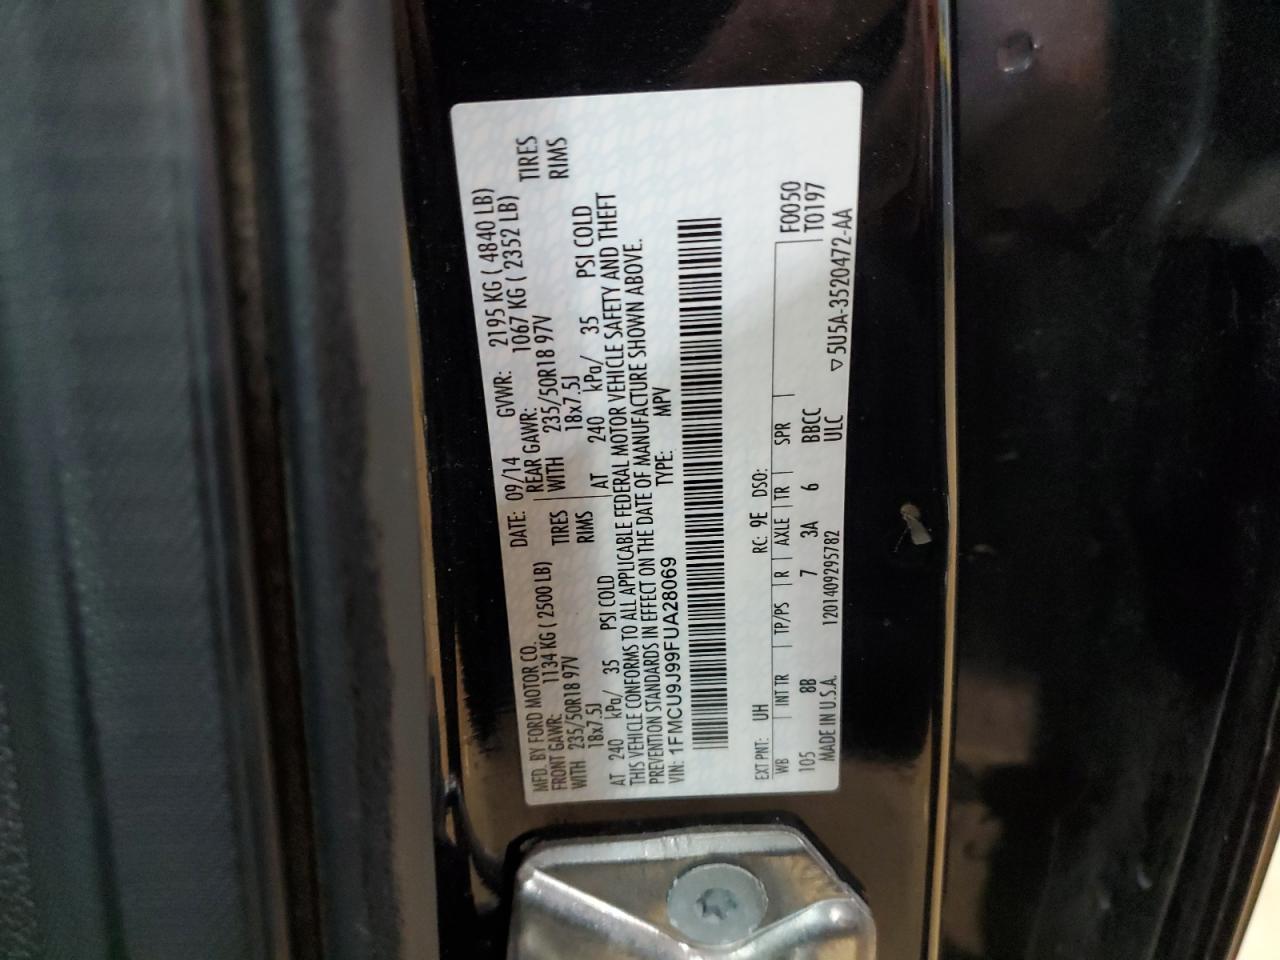 MFD. BY FORD MOTOR CO. DATE: 09/14 GVWR: 2195 KG ( 4840 LB)
FRONT GAWR: 1134 KG ( 2500 LB) REAR GAWR: 1067 KG ( 2352 LB)
WITH 235/50R18 97V TIRES WITH 235/50R18 97V TIRES
18x7.5J RIMS 18x7.5J RIMS
AT 240 kPa/ 35 PSI COLD AT 240 kPa/ 35 PSI COLD
THIS VEHICLE CONFORMS TO ALL APPLICABLE FEDERAL MOTOR VEHICLE SAFETY AND THEFT
PREVENTION STANDARDS IN EFFECT ON THE DATE OF MANUFACTURE SHOWN ABOVE.
VIN: 1FMCU9J99FUA28069 TYPE: MPV
EXT PNT: UH RC: 9E DSO:
WB INT TR TP/PS R AXLE TR SPR F0050
105 8B 7 3A 6 BBCC T0197
MADE IN U.S.A. 1201409295782 ULC ▽5U5A-3520472-AA